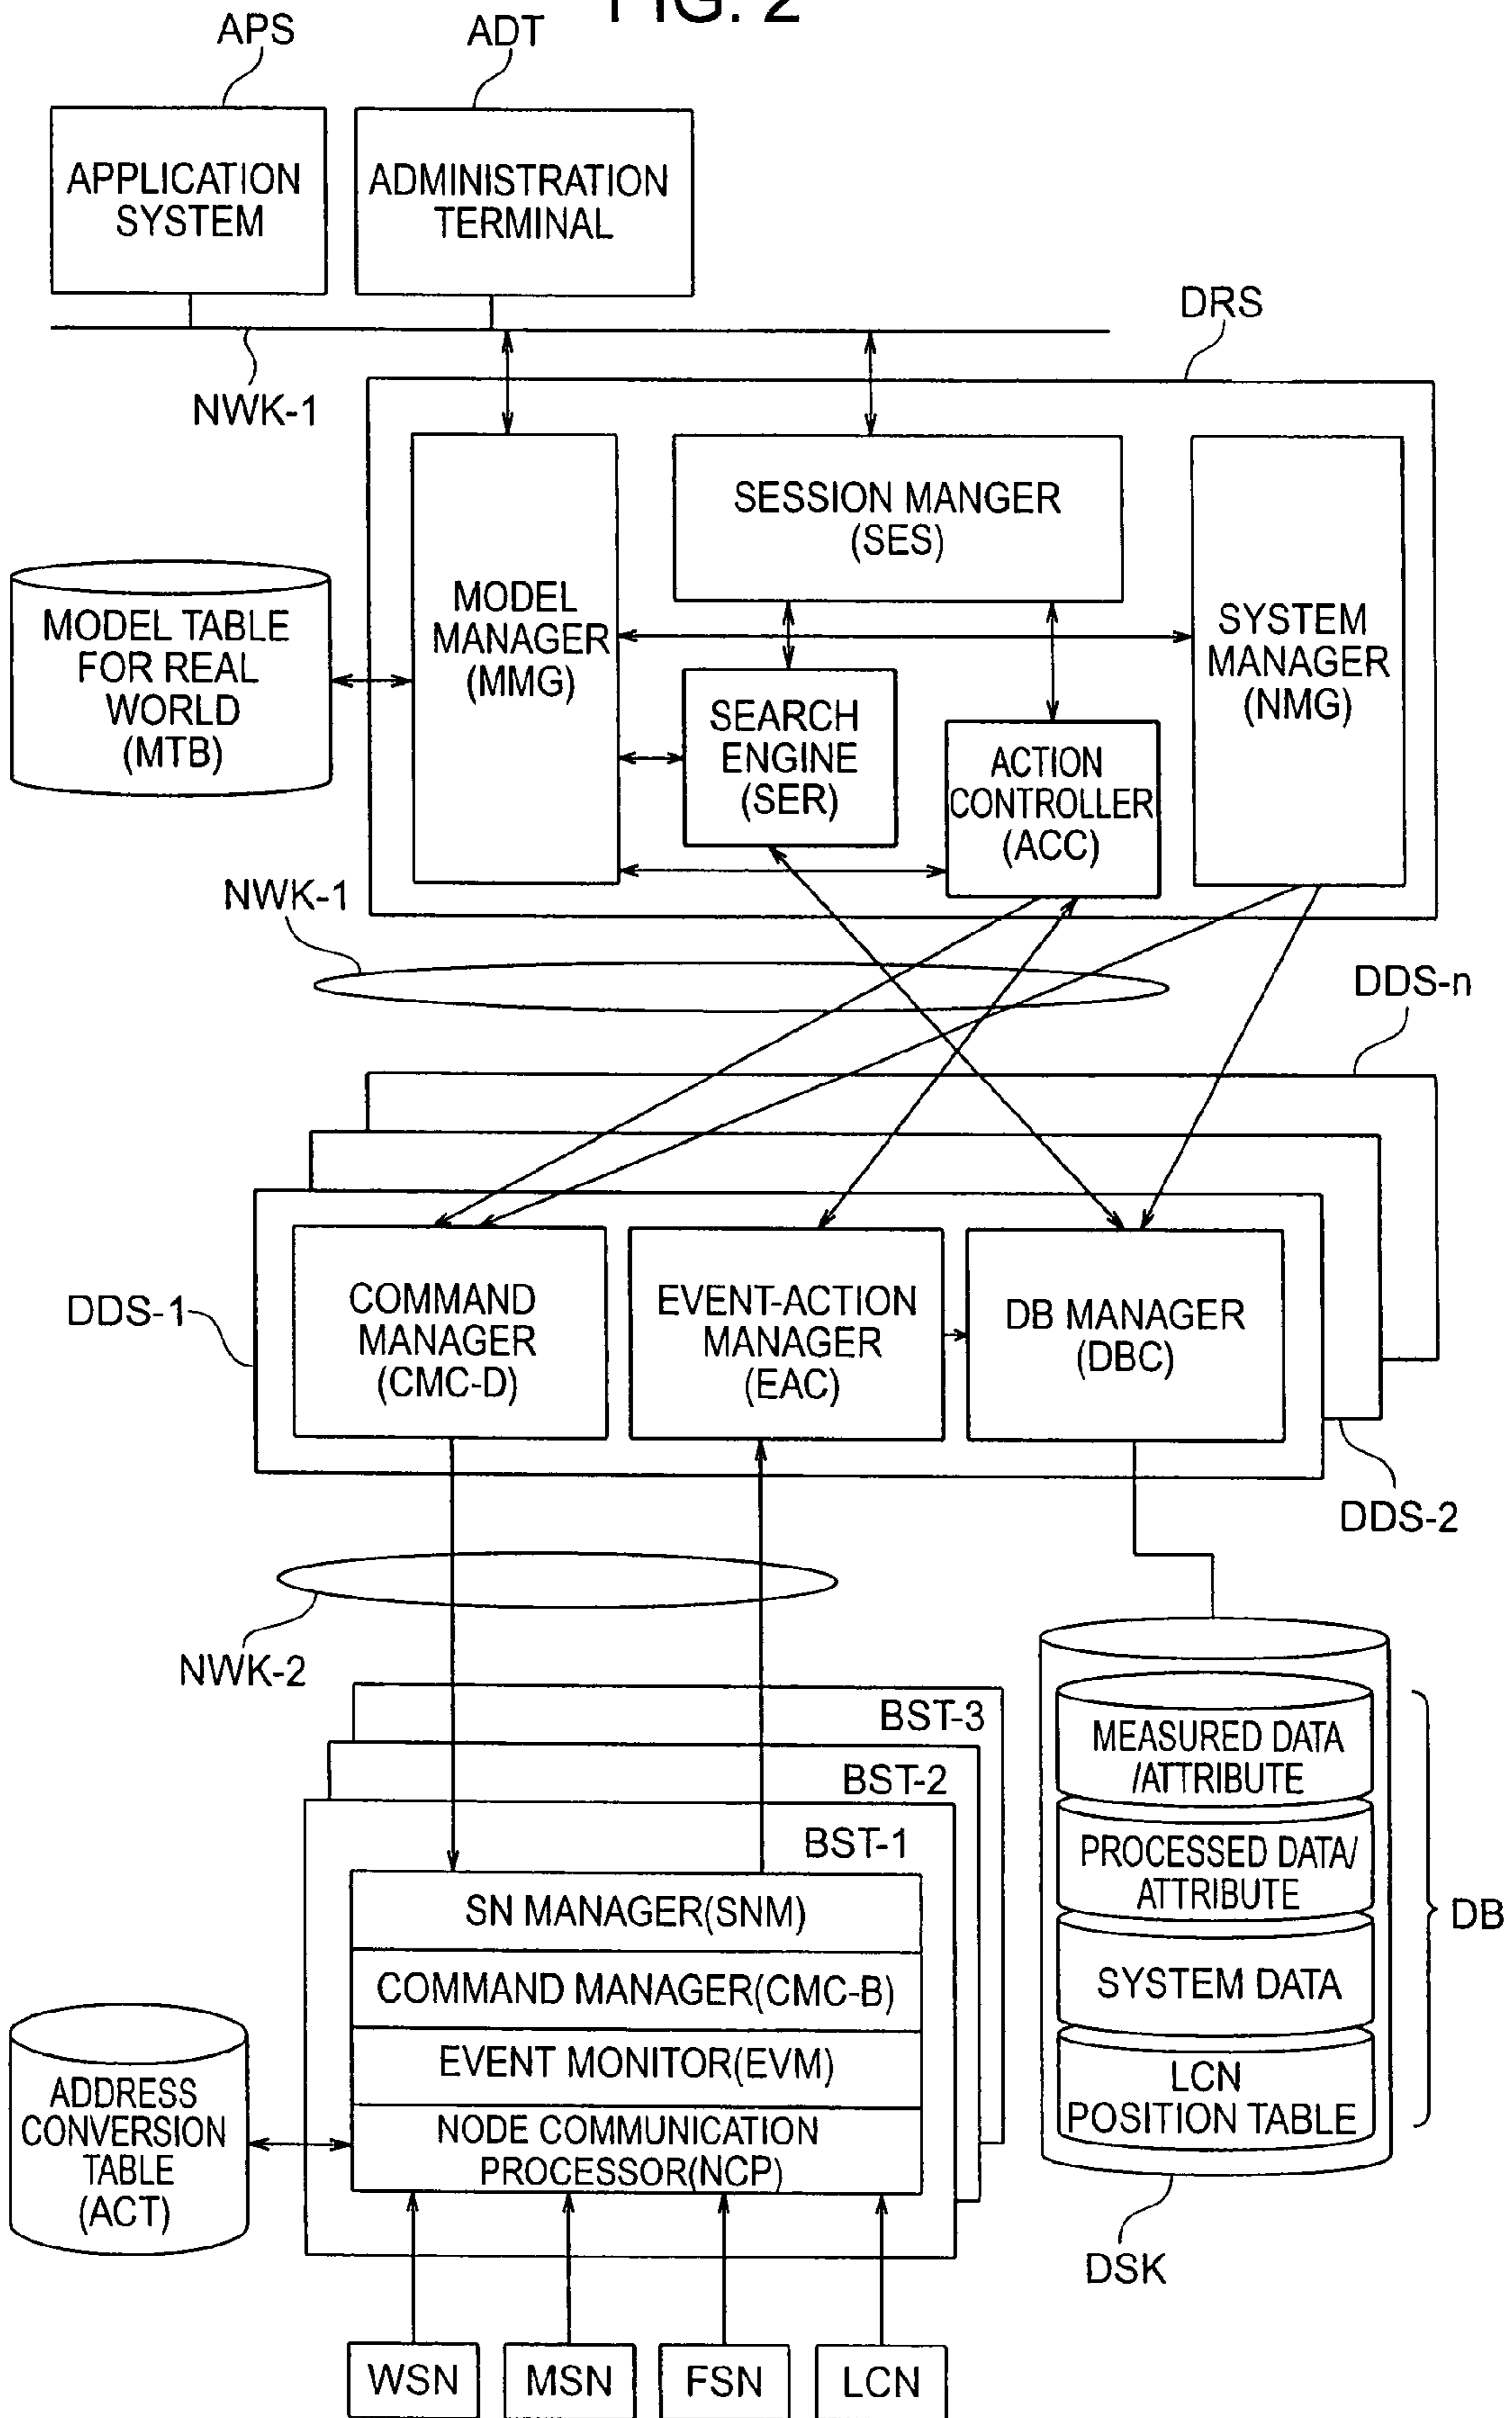 FIG. 2
APS
ADT
APPLICATION
SYSTEM
ADMINISTRATION
TERMINAL
DRS
NWK-1
MODEL
MANAGER
(MMG)
SESSION MANGER
(SES)
SYSTEM
MANAGER
(NMG)
MODEL TABLE
FOR REAL
WORLD
(MTB)
SEARCH
ENGINE
(SER)
ACTION
CONTROLLER
(ACC)
NWK-1
DDS-n
DDS-1
COMMAND
MANAGER
(CMC-D)
EVENT-ACTION
MANAGER
(EAC)
DB MANAGER
(DBC)
DDS-2
NWK-2
BST-3
BST-2
BST-1
SN MANAGER(SNM)
COMMAND MANAGER(CMC-B)
EVENT MONITOR(EVM)
NODE COMMUNICATION
PROCESSOR(NCP)
MEASURED DATA
/ATTRIBUTE
PROCESSED DATA/
ATTRIBUTE
SYSTEM DATA
LCN
POSITION TABLE
DB
ADDRESS
CONVERSION
TABLE
(ACT)
DSK
WSN
MSN
FSN
LCN